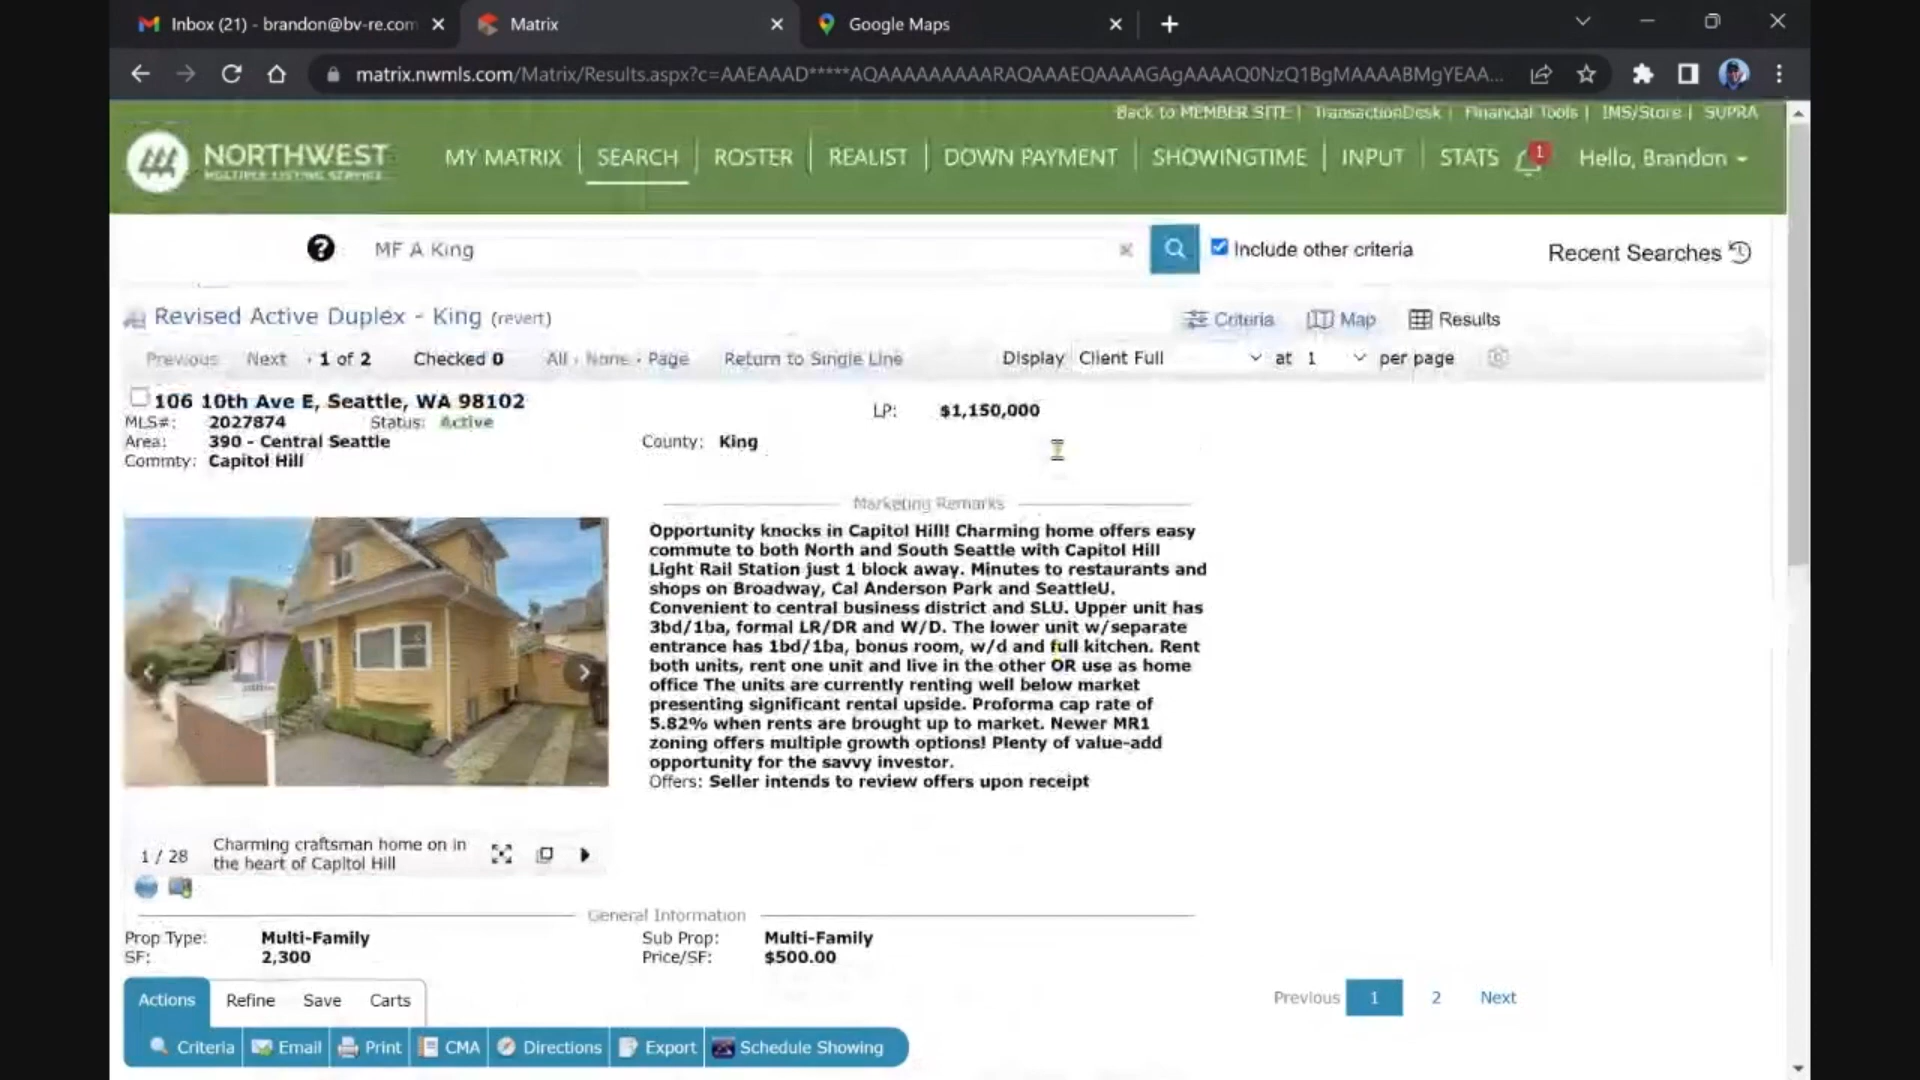 Inbox (21) - brandon@bv-re.com
Matrix
Google Maps
matrix.nwmls.com/Matrix/Results.aspx?c=AAEAAAD*****AQAAAAAAAAARAQAAAEQAAAAGAgAAAAQ0NzQ1BgMAAAABMgYEAA...
Back to MEMBER SITE | TransactionDesk | Financial Tools | IMS/Store | SUPRA
NORTHWEST
MULTIPLE LISTING SERVICE
MY MATRIX | SEARCH | ROSTER | REALIST | DOWN PAYMENT | SHOWINGTIME | INPUT | STATS 1 Hello, Brandon
? MF A King Include other criteria Recent Searches
Revised Active Duplex - King (revert) Criteria Map Results
Previous Next · 1 of 2 Checked 0 All · None · Page Return to Single Line Display Client Full at 1 per page
106 10th Ave E, Seattle, WA 98102
LP: $1,150,000
MLS#: 2027874 Status: Active
Area: 390 - Central Seattle County: King
Commty: Capitol Hill
Marketing Remarks
Opportunity knocks in Capitol Hill! Charming home offers easy
commute to both North and South Seattle with Capitol Hill
Light Rail Station just 1 block away. Minutes to restaurants and
shops on Broadway, Cal Anderson Park and SeattleU.
Convenient to central business district and SLU. Upper unit has
3bd/1ba, formal LR/DR and W/D. The lower unit w/separate
entrance has 1bd/1ba, bonus room, w/d and full kitchen. Rent
both units, rent one unit and live in the other OR use as home
office The units are currently renting well below market
presenting significant rental upside. Proforma cap rate of
5.82% when rents are brought up to market. Newer MR1
zoning offers multiple growth options! Plenty of value-add
opportunity for the savvy investor.
Offers: Seller intends to review offers upon receipt
1 / 28
Charming craftsman home on in
the heart of Capitol Hill
General Information
Prop Type: Multi-Family Sub Prop: Multi-Family
SF: 2,300 Price/SF: $500.00
Actions Refine Save Carts
Previous 1 2 Next
Criteria Email Print CMA Directions Export Schedule Showing